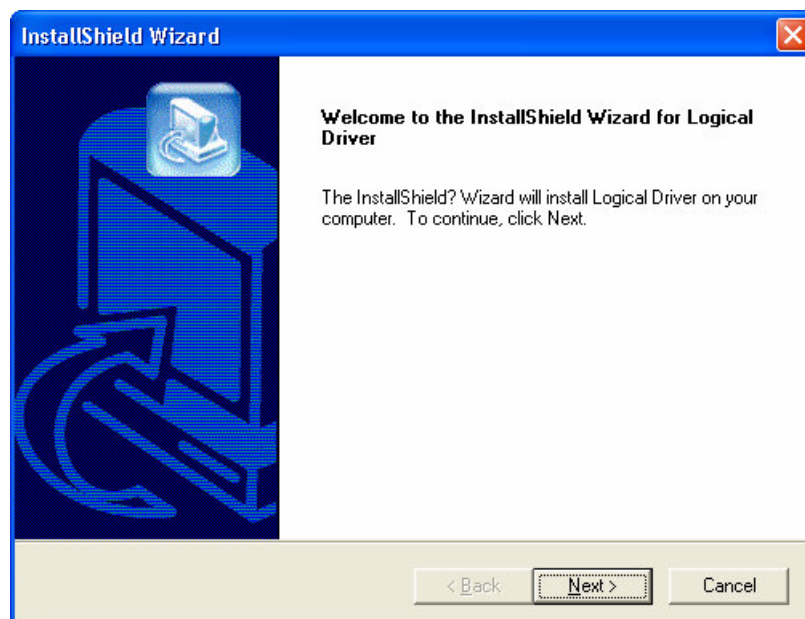 InstallShield Wizard
Welcome to the InstallShield Wizard for Logical
Driver
The InstallShield? Wizard will install Logical Driver on your
computer. To continue, click Next.
< Back
Next >
Cancel